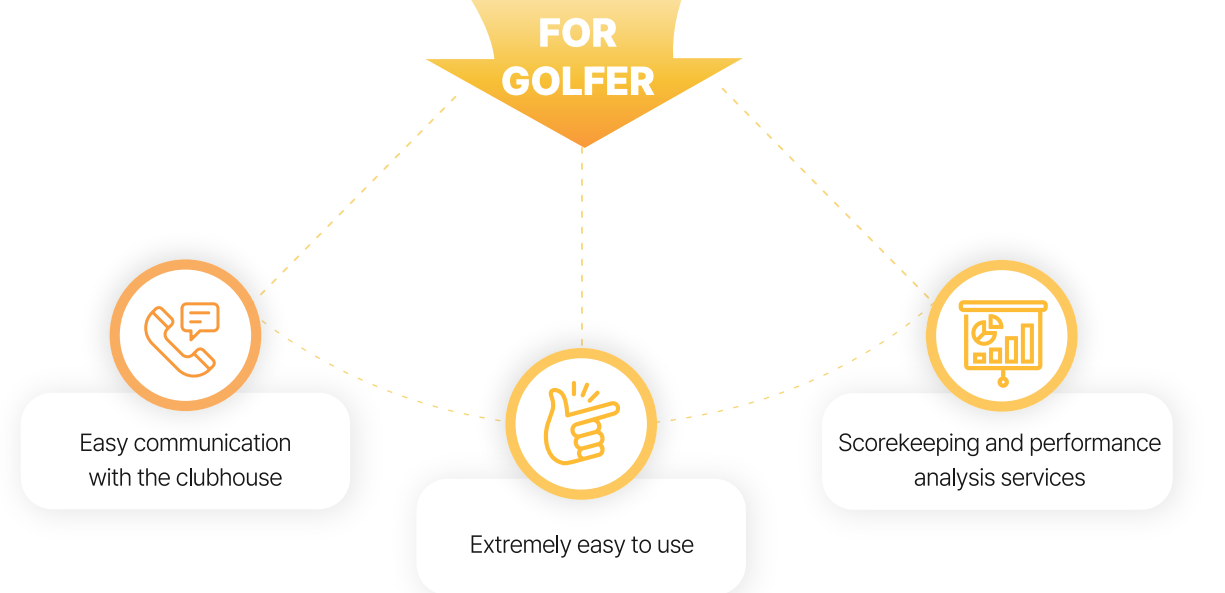 FOR
GOLFER
Easy communication
with the clubhouse
Extremely easy to use
Scorekeeping and performance
analysis services